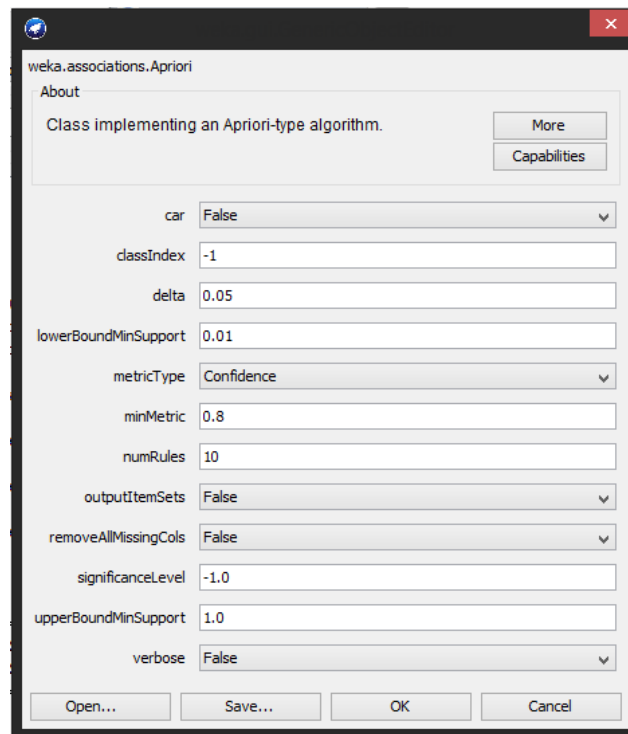 weka.associations.Apriori
About
Class implementing an Apriori-type algorithm.
More
Capabilities
car False
classIndex -1
delta 0.05
lowerBoundMinSupport 0.01
metricType Confidence
minMetric 0.8
numRules 10
outputItemSets False
removeAllMissingCols False
significanceLevel -1.0
upperBoundMinSupport 1.0
verbose False
Open... Save... OK Cancel